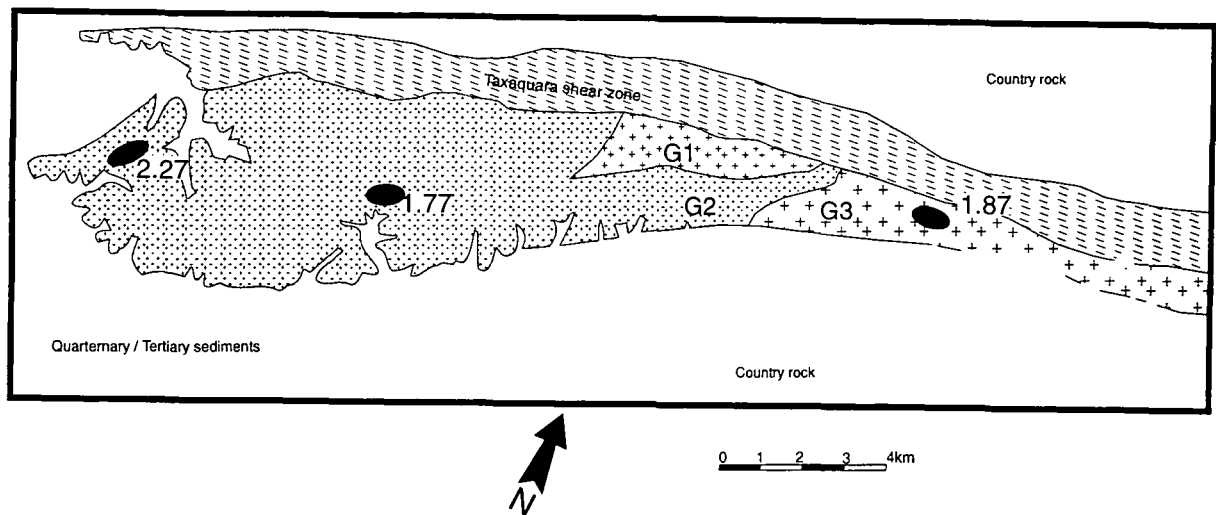 Country rock
Taxaquara shear zone
G1
2.27
1.77
G2
G3
1.87
Quarternary / Tertiary sediments
Country rock
N
0 1 2 3 4km